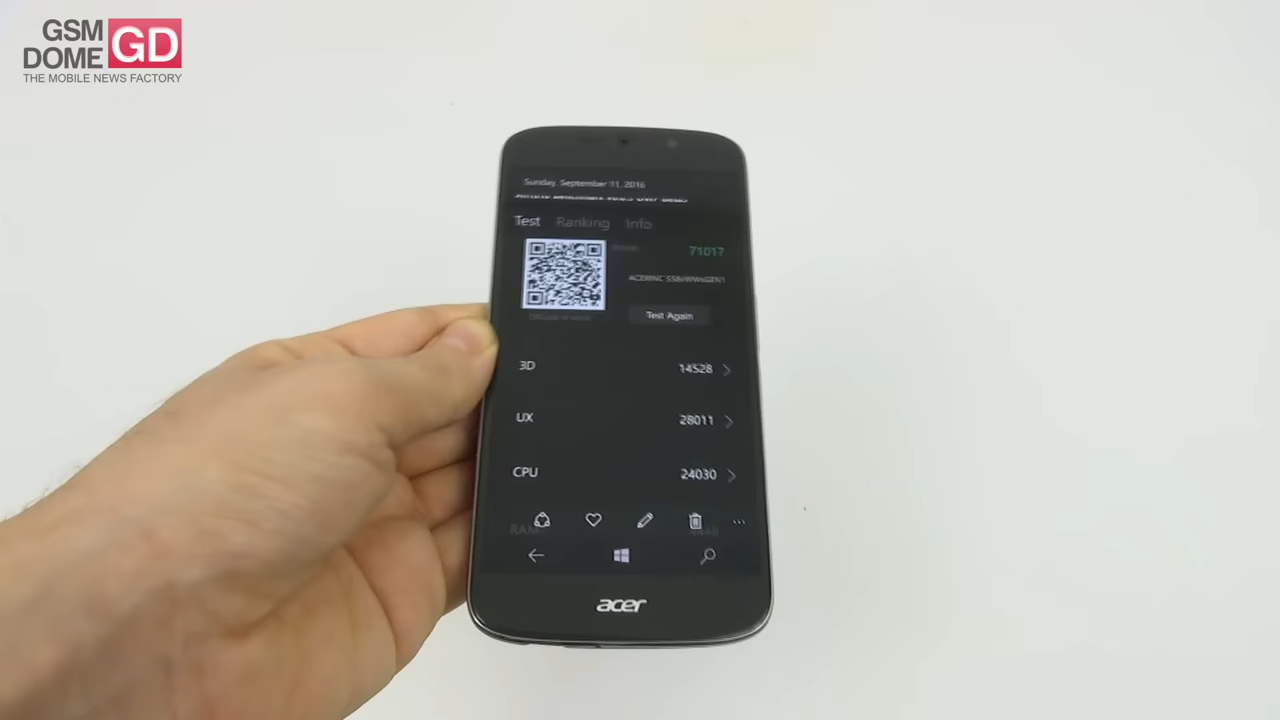 GSM
DOME GD
THE MOBILE NEWS FACTORY
Sunday, September 11, 2016
Test Ranking Info
71017
Test Again
3D 14528
UX 28011
CPU 24030
RAM
acer